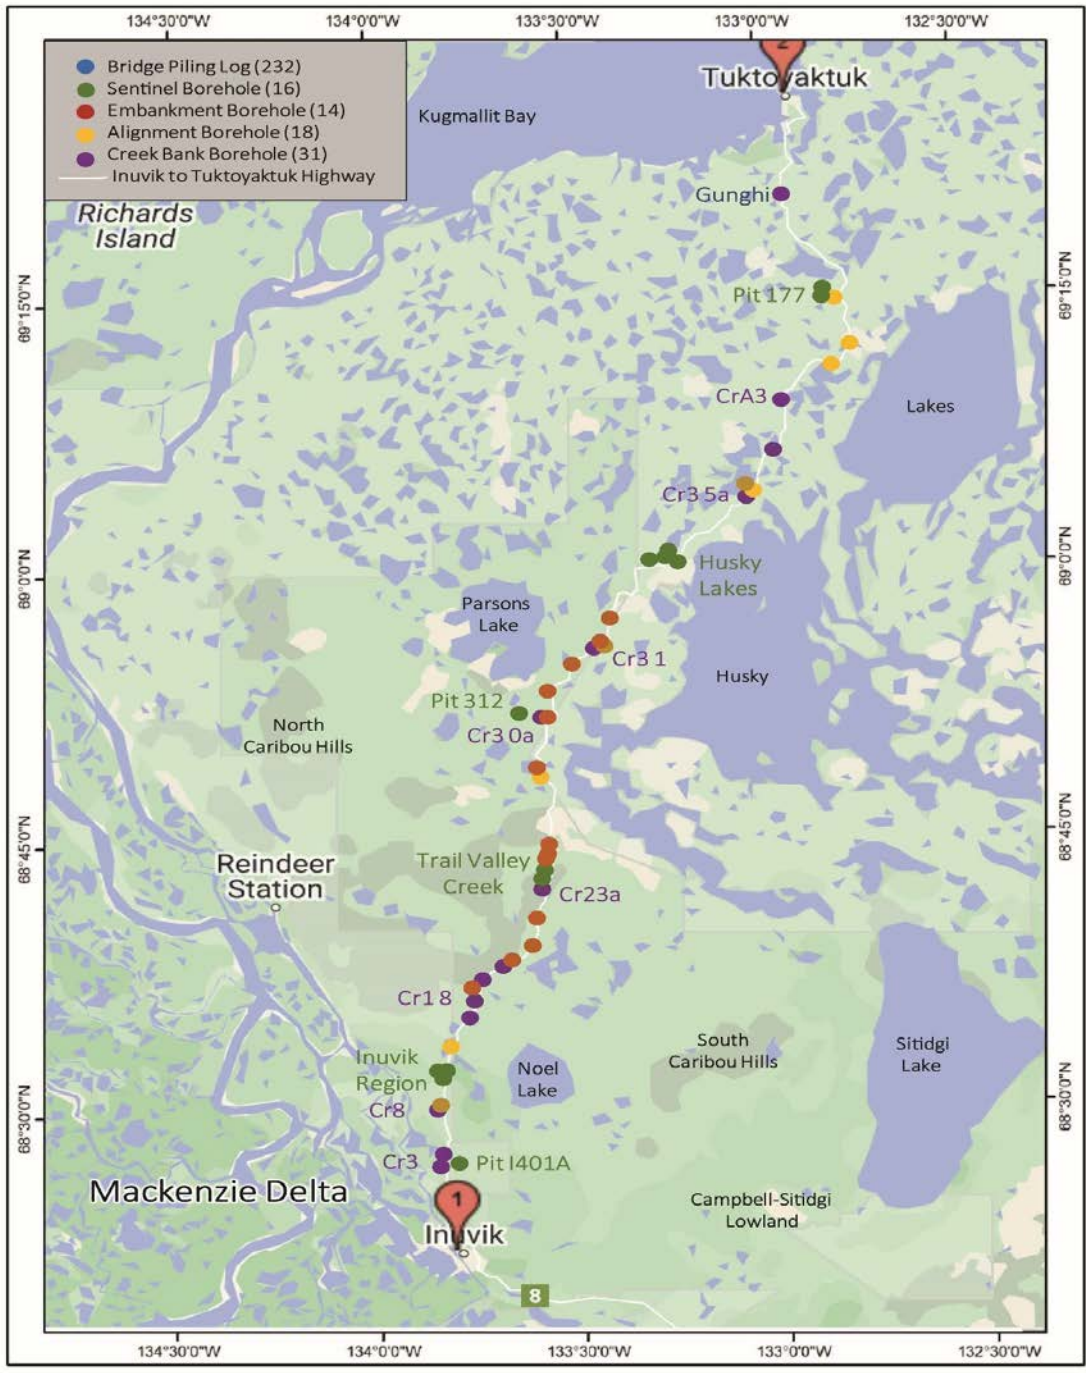 134°30'0"W 134°0'0"W 133°30'0"W 133°0'0"W 132°30'0"W
Bridge Piling Log (232)
Sentinel Borehole (16)
Embankment Borehole (14)
Alignment Borehole (18)
Creek Bank Borehole (31)
Inuvik to Tuktoyaktuk Highway
2
Tuktoyaktuk
Kugmallit Bay
Richards
Island
Gunghi
69°15'0"N
69°15'0"N
Pit 177
CrA3
Lakes
Cr3 5a
69°0'0"N
69°0'0"N
Husky
Lakes
Parsons
Lake
Cr3 1
Husky
Pit 312
Cr3 0a
North
Caribou Hills
68°45'0"N
68°45'0"N
Reindeer
Station
Trail Valley
Creek
Cr23a
Cr1 8
Inuvik
Region
Noel
Lake
South
Caribou Hills
Sitidgi
Lake
Cr8
68°30'0"N
68°30'0"N
Cr3
Pit I401A
Mackenzie Delta
1
Inuvik
Campbell-Sitidgi
Lowland
8
134°30'0"W 134°0'0"W 133°30'0"W 133°0'0"W 132°30'0"W